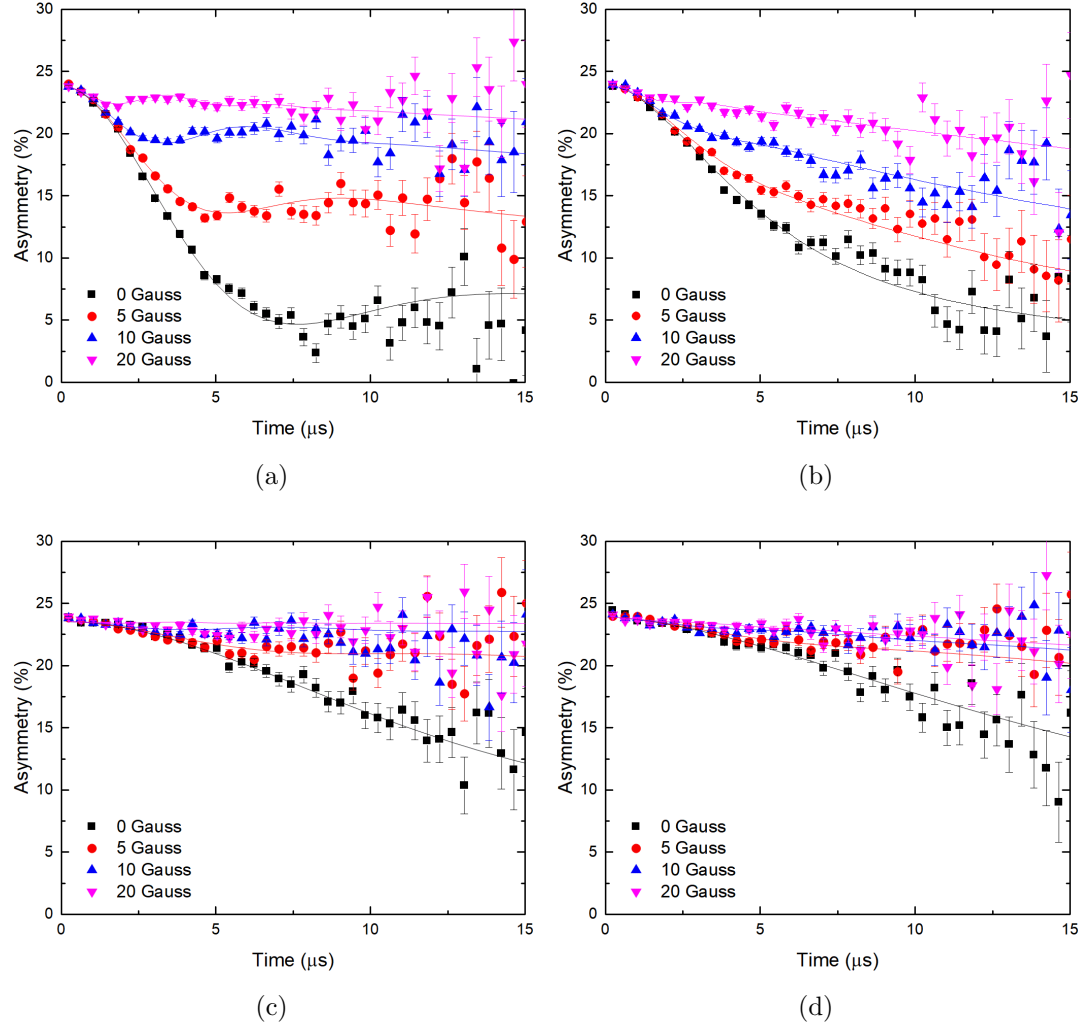 30
25
20
15
10
5
0
Asymmetry (%)
0 Gauss
5 Gauss
10 Gauss
20 Gauss
0 5 10 15
Time (μs)
(a)
30
25
20
15
10
5
0
Asymmetry (%)
0 Gauss
5 Gauss
10 Gauss
20 Gauss
0 5 10 15
Time (μs)
(b)
30
25
20
15
10
5
0
Asymmetry (%)
0 Gauss
5 Gauss
10 Gauss
20 Gauss
0 5 10 15
Time (μs)
(c)
30
25
20
15
10
5
0
Asymmetry (%)
0 Gauss
5 Gauss
10 Gauss
20 Gauss
0 5 10 15
Time (μs)
(d)